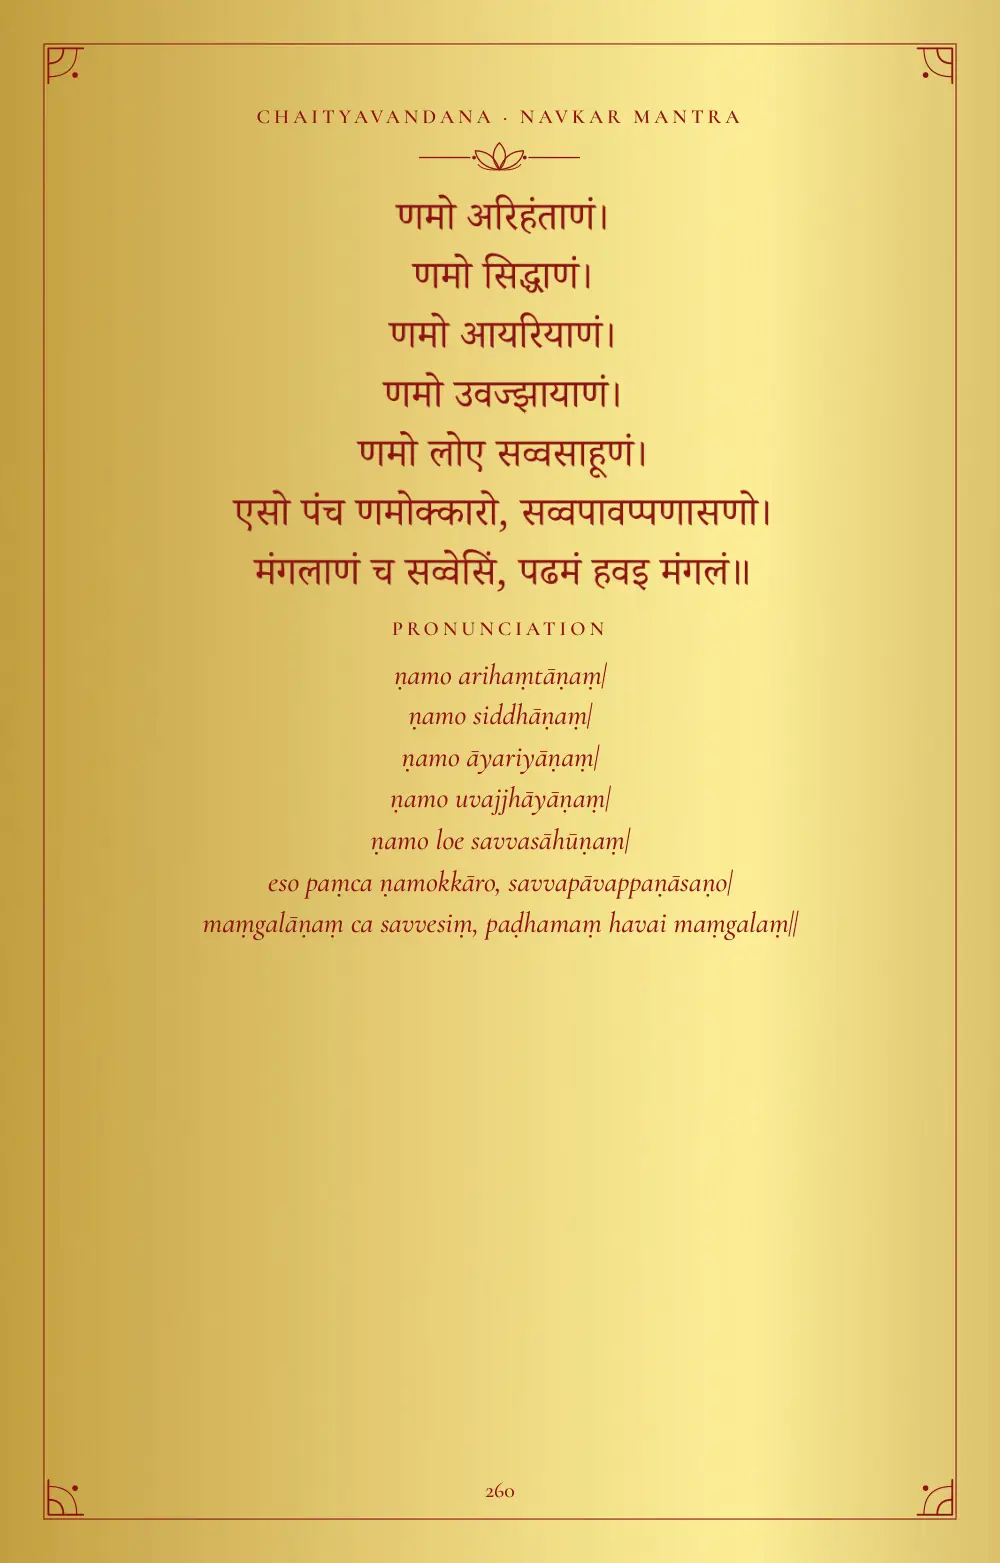 CHAITYAVANDANA · NAVKAR MANTRA
णमो अरिहंताणं।
णमो सिद्धाणं।
णमो आयरियाणं।
णमो उवज्झायाणं।
णमो लोए सव्वसाहूणं।
एसो पंच णमोक्कारो, सव्वपावप्पणासणो।
मंगलाणं च सव्वेसिं, पढमं हवइ मंगलं॥
PRONUNCIATION
ṇamo arihaṃtāṇaṃ|
ṇamo siddhāṇaṃ|
ṇamo āyariyāṇaṃ|
ṇamo uvajjhāyāṇaṃ|
ṇamo loe savvasāhūṇaṃ|
eso paṃca ṇamokkāro, savvapāvappaṇāsaṇo|
maṃgalāṇaṃ ca savvesiṃ, paḍhamaṃ havai maṃgalaṃ||
260